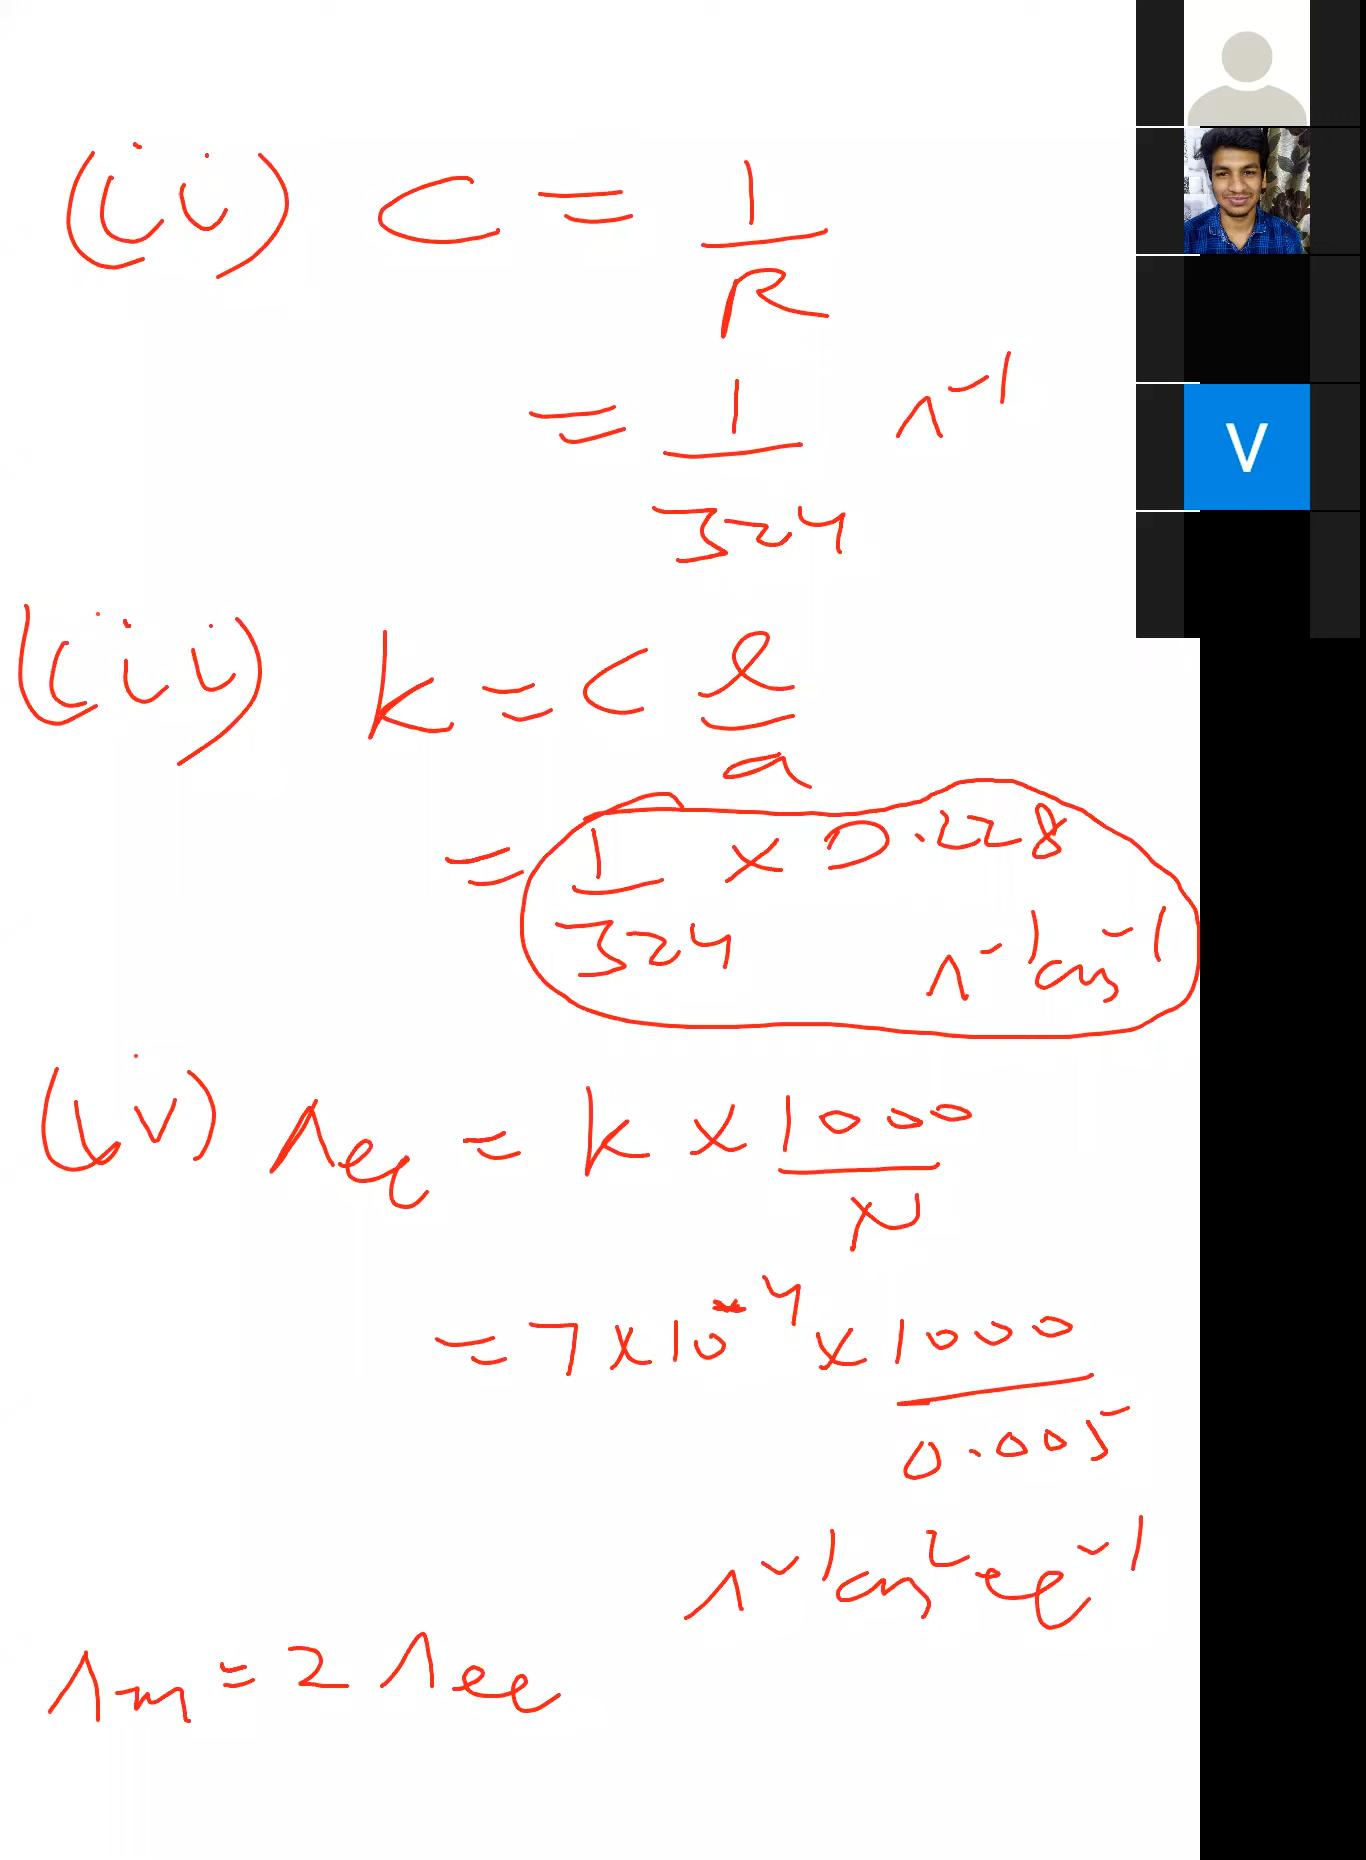 (ii) C = 1/R
= 1/324 Λ⁻¹
(iii) k = C l/a
= 1/324 × 0.228 Λ⁻¹cm⁻¹
(iv) Λeq = k × 1000/N
= 7×10⁻⁴ × 1000/0.005
Λ⁻¹cm²eq⁻¹
Λm = 2 Λeq
V